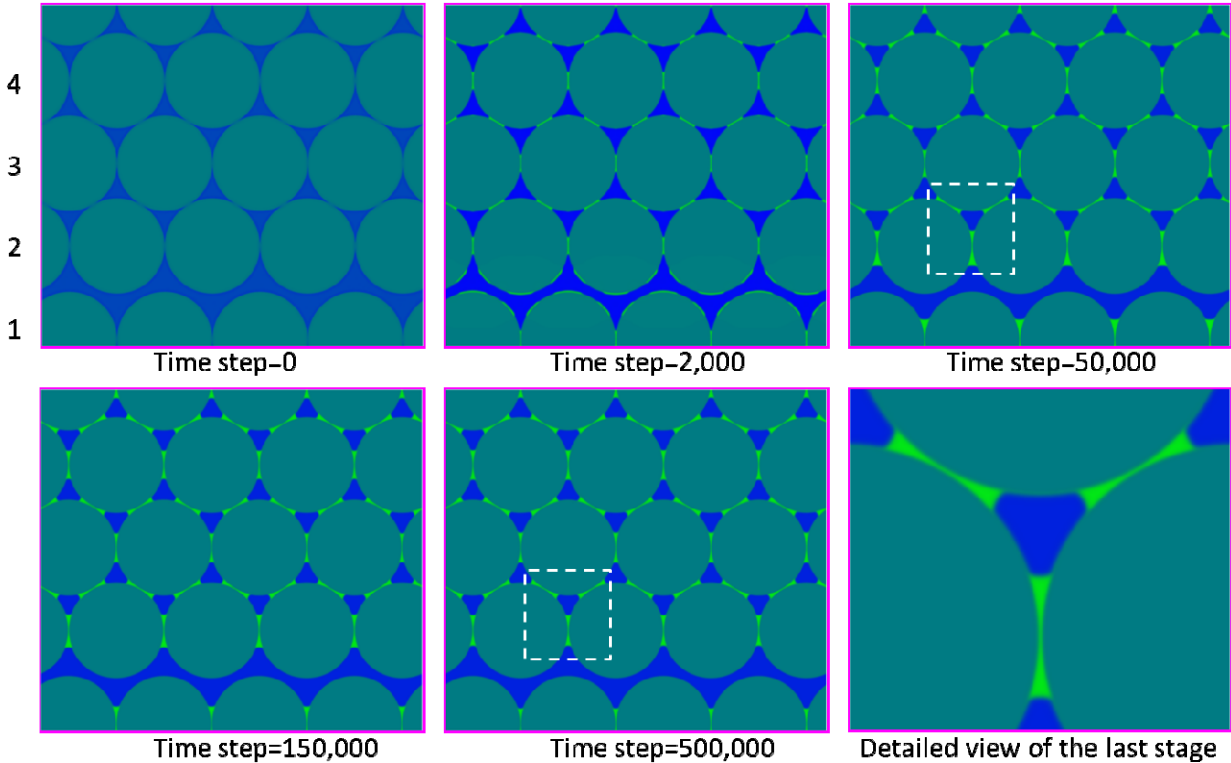 4
3
2
1
Time step=0
Time step=2,000
Time step=50,000
Time step=150,000
Time step=500,000
Detailed view of the last stage